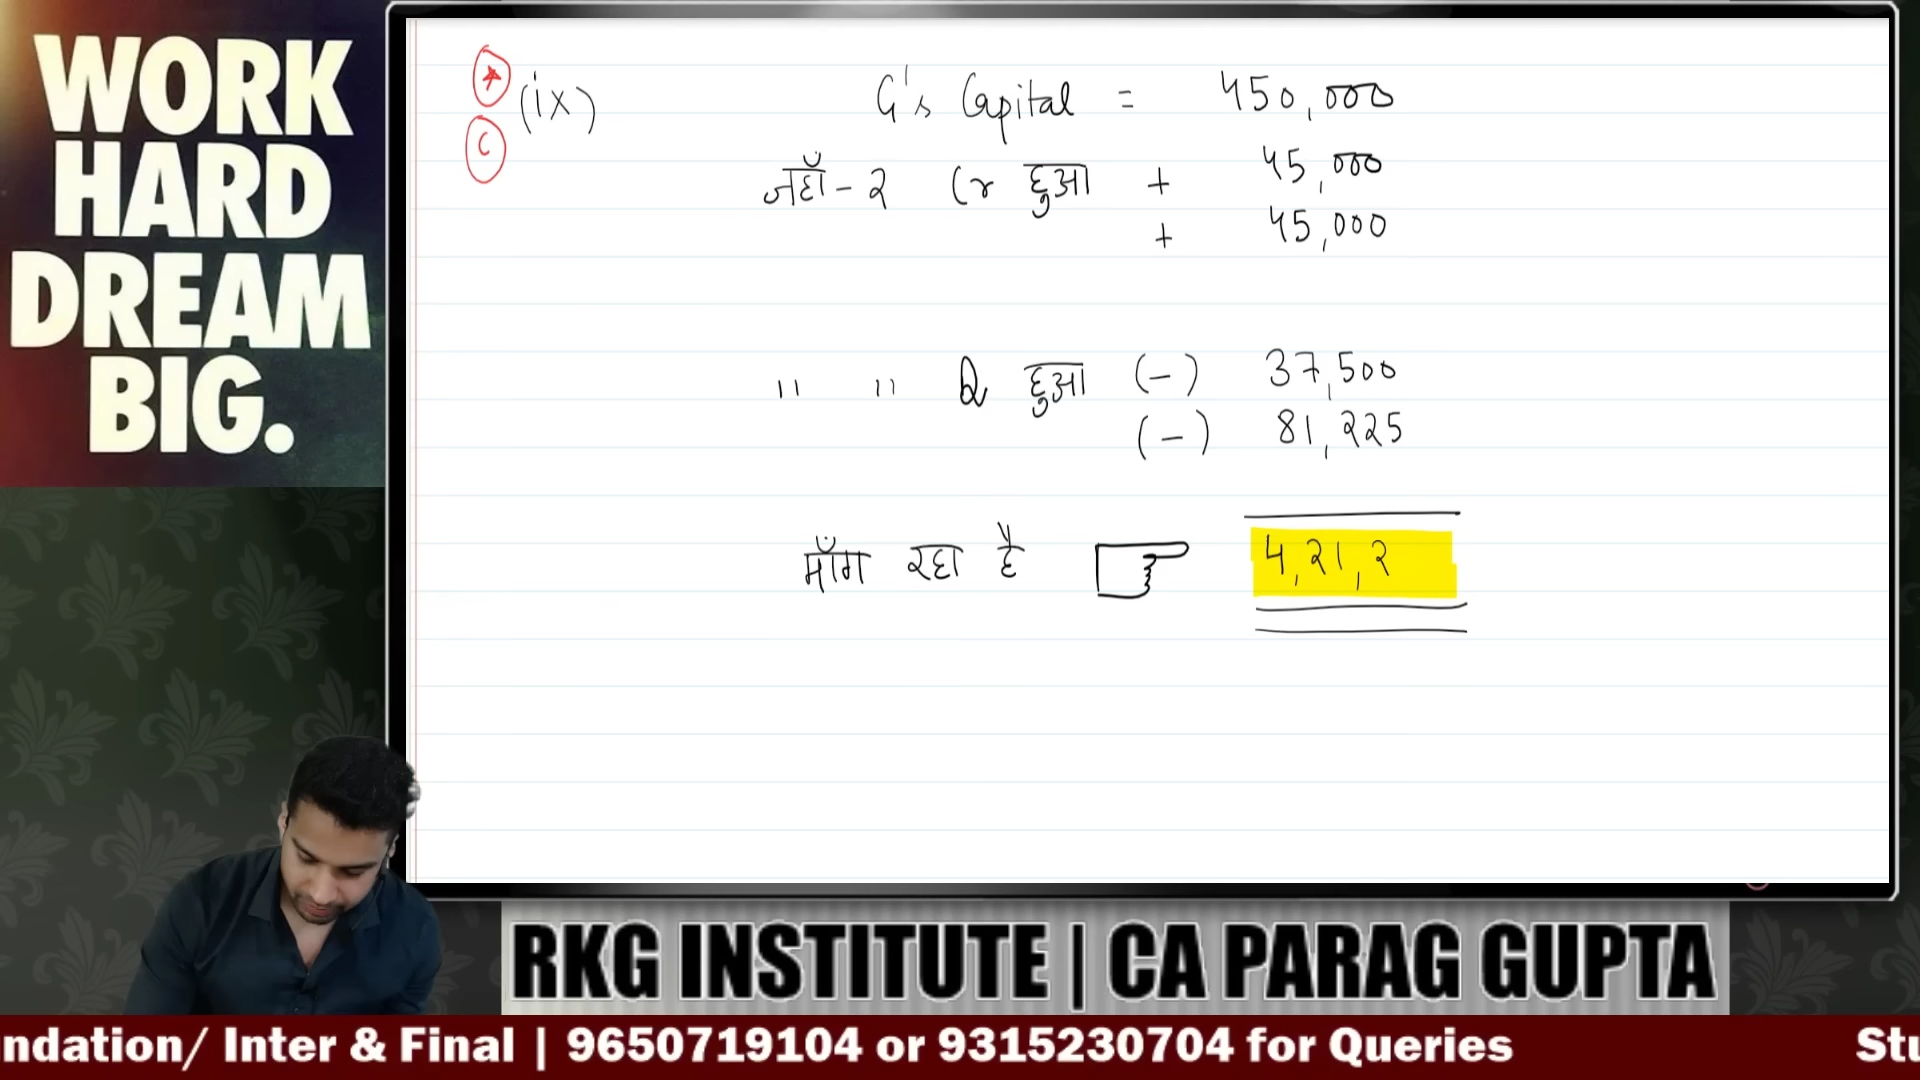 WORK
HARD
DREAM
BIG.
(ix) G's Capital = 450,000
जहाँ-२ Cr हुआ + 45,000
+ 45,000
" " Dr हुआ (-) 37,500
(-) 81,225
माँग रहा है 4,21,2
C
RKG INSTITUTE | CA PARAG GUPTA
ndation/ Inter & Final | 9650719104 or 9315230704 for Queries
Stu